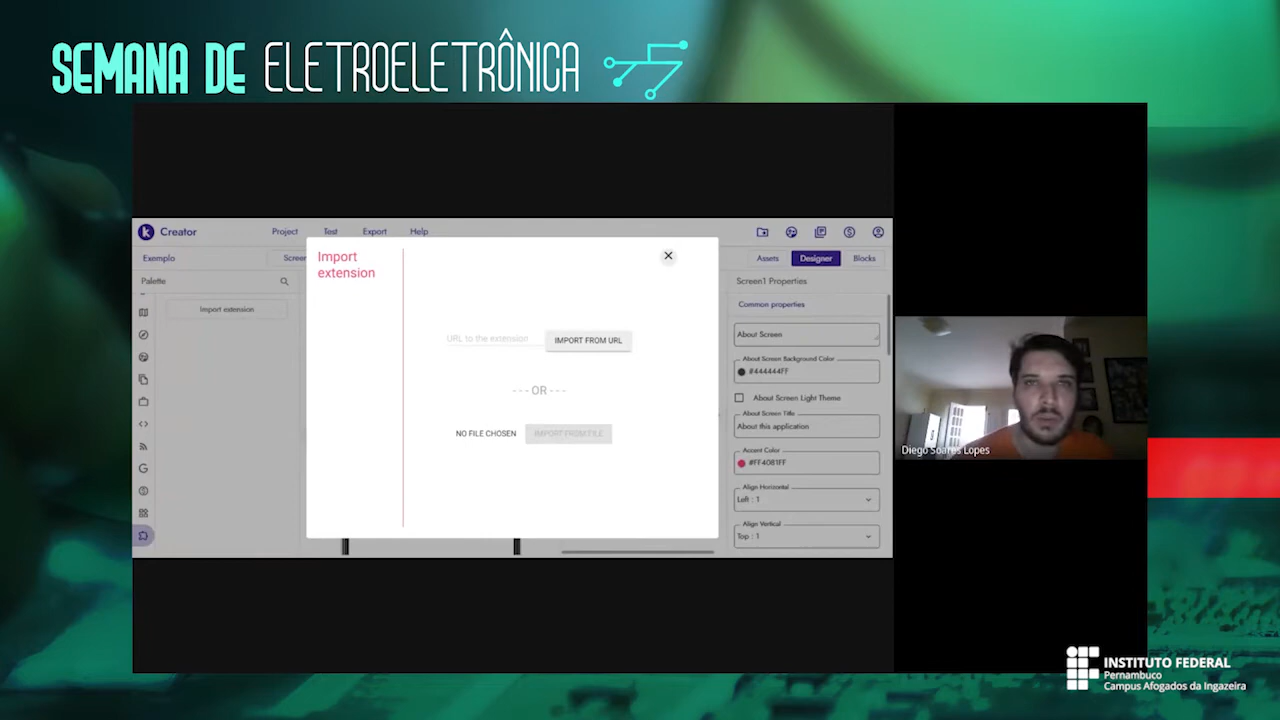 SEMANA DE ELETROELETRÔNICA
Creator
Project
Test
Export
Help
Exemplo
Assets
Designer
Blocks
Palette
Import extension
Import
extension
URL to the extension
IMPORT FROM URL
---OR---
NO FILE CHOSEN
IMPORT FROM FILE
Screen1 Properties
Common properties
About Screen
About Screen Background Color
#444444FF
About Screen Light Theme
About Screen Title
About this application
Accent Color
#FF4081FF
Align Horizontal
Left : 1
Align Vertical
Top : 1
Diego Soares Lopes
INSTITUTO FEDERAL
Pernambuco
Campus Afogados da Ingazeira